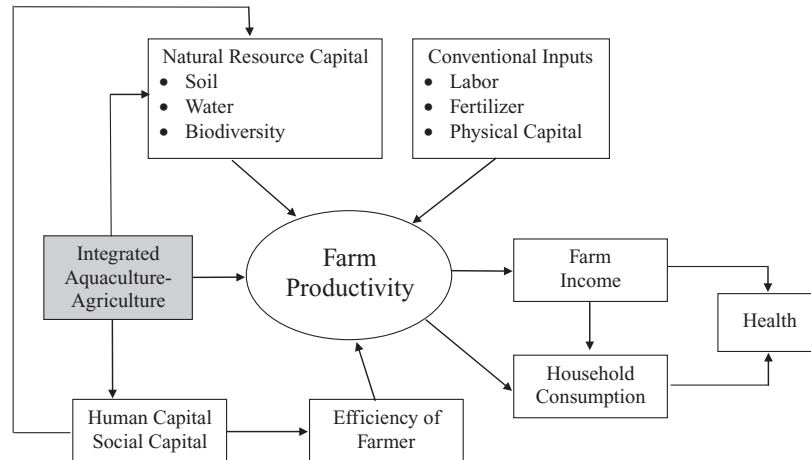 Natural Resource Capital
• Soil
• Water
• Biodiversity
Conventional Inputs
• Labor
• Fertilizer
• Physical Capital
Integrated
Aquaculture-
Agriculture
Farm
Productivity
Farm
Income
Health
Household
Consumption
Human Capital
Social Capital
Efficiency of
Farmer